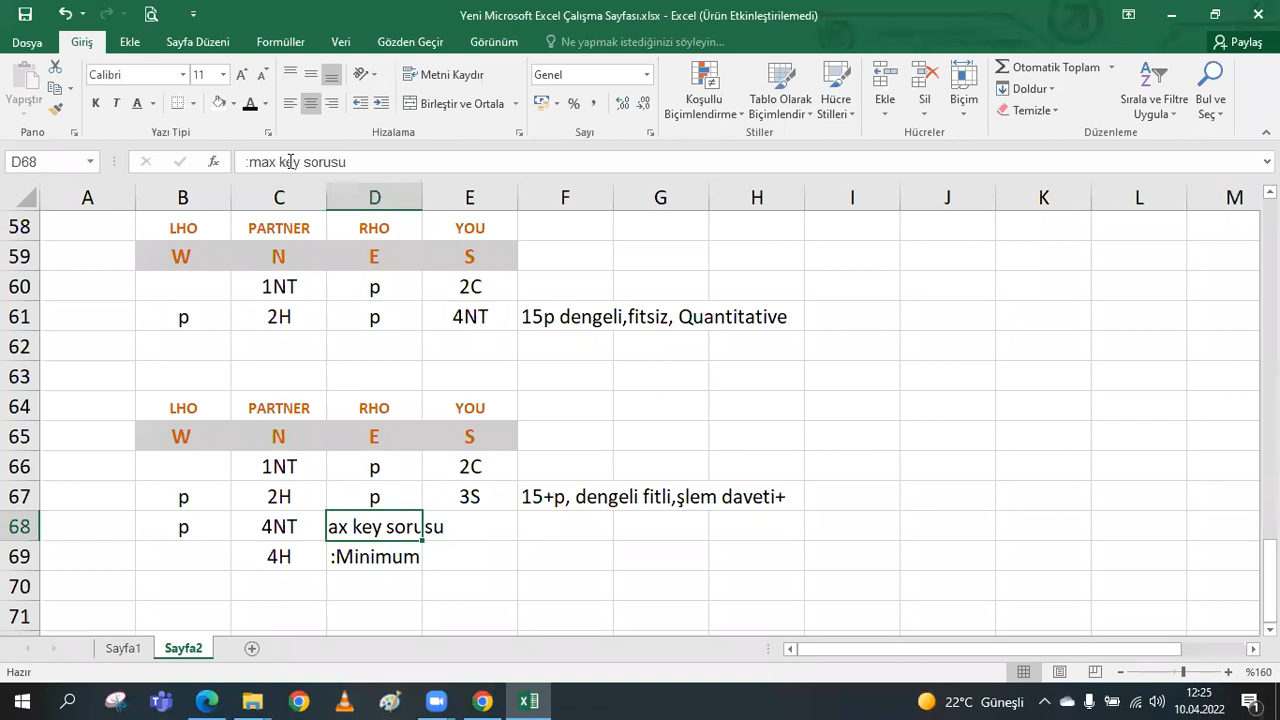 Yeni Microsoft Excel Çalışma Sayfası.xlsx - Excel (Ürün Etkinleştirilemedi)
Dosya Giriş Ekle Sayfa Düzeni Formüller Veri Gözden Geçir Görünüm Ne yapmak istediğinizi söyleyin... Paylaş
Calibri 11 Metni Kaydır Genel Otomatik Toplam
Yapıştır K T A Birleştir ve Ortala Koşullu Biçimlendirme Tablo Olarak Biçimlendir Hücre Stilleri Ekle Sil Biçim Doldur Temizle Sırala ve Filtre Uygula Bul ve Seç
Pano Yazı Tipi Hizalama Sayı Stiller Hücreler Düzenleme
D68 fx :max key sorusu
A B C D E F G H I J K L M
58 LHO PARTNER RHO YOU
59 W N E S
60 1NT p 2C
61 p 2H p 4NT 15p dengeli,fitsiz, Quantitative
62
63
64 LHO PARTNER RHO YOU
65 W N E S
66 1NT p 2C
67 p 2H p 3S 15+p, dengeli fitli,şlem daveti+
68 p 4NT ax key sorusu
69 4H :Minimum
70
71
Sayfa1 Sayfa2
Hazır %160
22°C Güneşli 12:25
10.04.2022 1